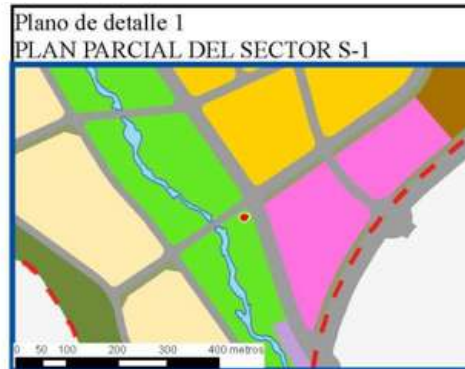 Plano de detalle 1
PLAN PARCIAL DEL SECTOR S-1
0 50 100 200 300 400 metros